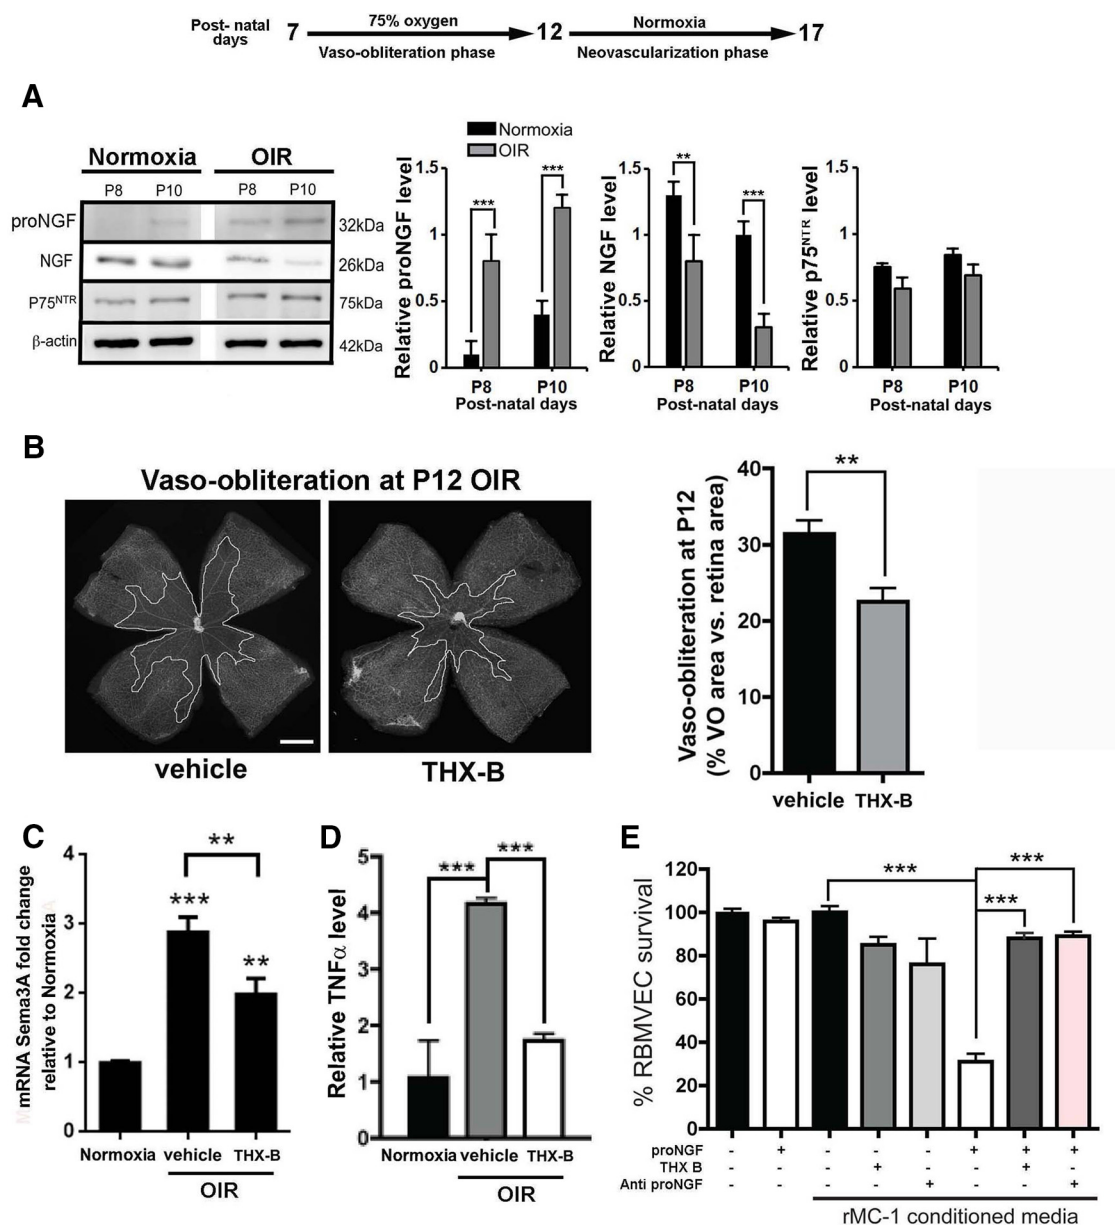 Post- natal days 7 75% oxygen 12 Normoxia 17
Vaso-obliteration phase Neovascularization phase
A
Normoxia OIR
P8 P10 P8 P10
proNGF 32kDa
NGF 26kDa
P75NTR 75kDa
β-actin 42kDa
Normoxia
OIR
Relative proNGF level
1.5
1
0.5
0
***
***
P8 P10
Post-natal days
Relative NGF level
1.5
1
1.5
0
**
***
P8 P10
Post-natal days
Relative p75NTR level
1.5
1
0.5
0
P8 P10
Post-natal days
B
Vaso-obliteration at P12 OIR
vehicle THX-B
Vaso-obliteration at P12
(% VO area vs. retina area)
40
30
20
10
0
**
vehicle THX-B
C
mRNA Sema3A fold change
relative to Normoxia
4
3
2
1
0
**
***
**
Normoxia vehicle THX-B
OIR
D
Relative TNFα level
5
4
3
2
1
0
***
***
Normoxia vehicle THX-B
OIR
E
% RBMVEC survival
120
100
80
60
40
20
0
***
***
***
proNGF - + - - - + + +
THX B - - - + - - + -
Anti proNGF - - - - + - - +
rMC-1 conditioned media